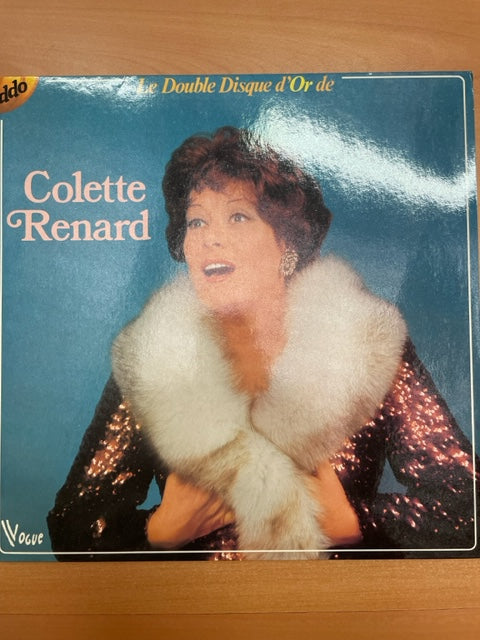 ddo
Le Double Disque d'Or de
Colette
Renard
VOGUE